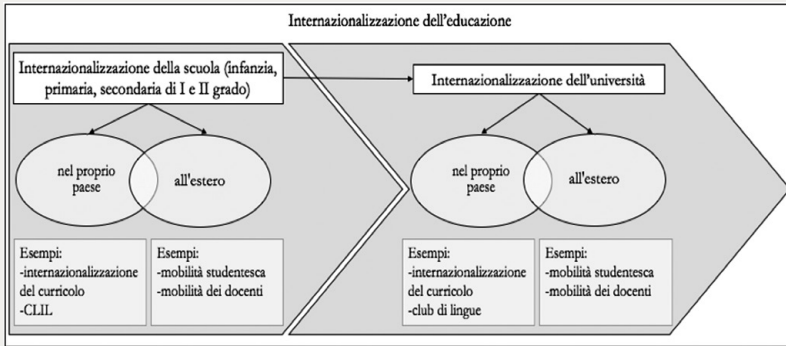 Internazionalizzazione dell'educazione
Internazionalizzazione della scuola (infanzia,
primaria, secondaria di I e II grado)
nel proprio
paese
all'estero
Esempi:
-internazionalizzazione
del curricolo
-CLIL
Esempi:
-mobilità studentesca
-mobilità dei docenti
Internazionalizzazione dell'università
nel proprio
paese
all'estero
Esempi:
-internazionalizzazione
del curricolo
-club di lingue
Esempi:
-mobilità studentesca
-mobilità dei docenti